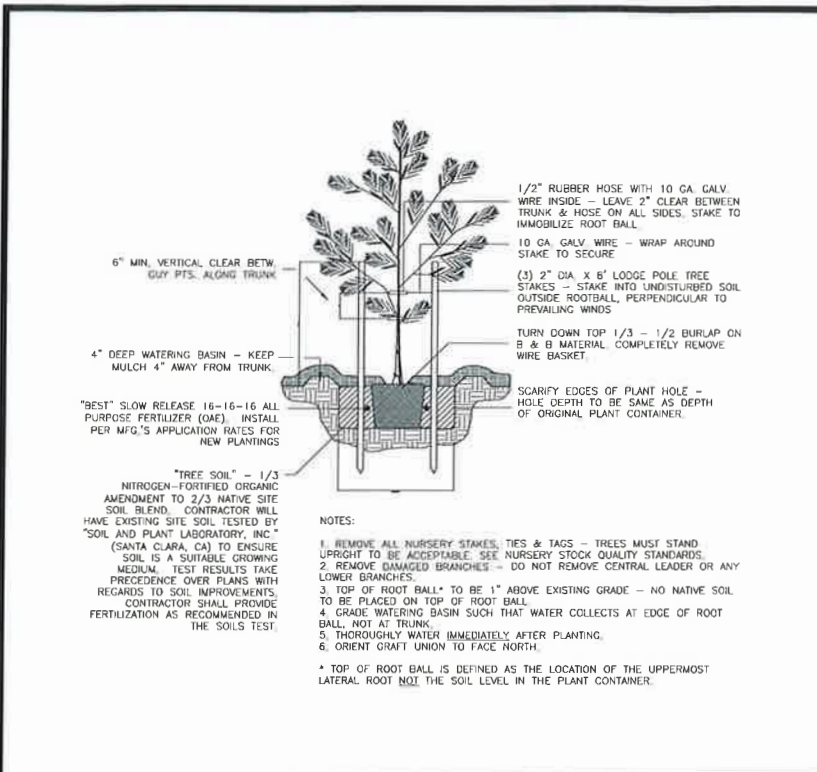 1/2" RUBBER HOSE WITH 10 GA. GALV.
WIRE INSIDE – LEAVE 2" CLEAR BETWEEN
TRUNK & HOSE ON ALL SIDES. STAKE TO
IMMOBILIZE ROOT BALL
10 GA. GALV. WIRE – WRAP AROUND
STAKE TO SECURE
(3) 2" DIA. X 6' LODGE POLE TREE
STAKES – STAKE INTO UNDISTURBED SOIL
OUTSIDE ROOTBALL, PERPENDICULAR TO
PREVAILING WINDS
TURN DOWN TOP 1/3 – 1/2 BURLAP ON
B & B MATERIAL. COMPLETELY REMOVE
WIRE BASKET
SCARIFY EDGES OF PLANT HOLE –
HOLE DEPTH TO BE SAME AS DEPTH
OF ORIGINAL PLANT CONTAINER.
6" MIN. VERTICAL CLEAR BETW.
GUY PTS. ALONG TRUNK
4" DEEP WATERING BASIN – KEEP
MULCH 4" AWAY FROM TRUNK
"BEST" SLOW RELEASE 16-16-16 ALL
PURPOSE FERTILIZER (OAE). INSTALL
PER MFG.'S APPLICATION RATES FOR
NEW PLANTINGS
"TREE SOIL" – 1/3
NITROGEN-FORTIFIED ORGANIC
AMENDMENT TO 2/3 NATIVE SITE
SOIL BLEND. CONTRACTOR WILL
HAVE EXISTING SITE SOIL TESTED BY
"SOIL AND PLANT LABORATORY, INC."
(SANTA CLARA, CA) TO ENSURE
SOIL IS A SUITABLE GROWING
MEDIUM. TEST RESULTS TAKE
PRECEDENCE OVER PLANS WITH
REGARDS TO SOIL IMPROVEMENTS.
CONTRACTOR SHALL PROVIDE
FERTILIZATION AS RECOMMENDED IN
THE SOILS TEST.
NOTES:
1. REMOVE ALL NURSERY STAKES, TIES & TAGS – TREES MUST STAND
UPRIGHT TO BE ACCEPTABLE. SEE NURSERY STOCK QUALITY STANDARDS.
2. REMOVE DAMAGED BRANCHES – DO NOT REMOVE CENTRAL LEADER OR ANY
LOWER BRANCHES.
3. TOP OF ROOT BALL* TO BE 1" ABOVE EXISTING GRADE – NO NATIVE SOIL
TO BE PLACED ON TOP OF ROOT BALL
4. GRADE WATERING BASIN SUCH THAT WATER COLLECTS AT EDGE OF ROOT
BALL, NOT AT TRUNK.
5. THOROUGHLY WATER IMMEDIATELY AFTER PLANTING.
6. ORIENT GRAFT UNION TO FACE NORTH.
* TOP OF ROOT BALL IS DEFINED AS THE LOCATION OF THE UPPERMOST
LATERAL ROOT NOT THE SOIL LEVEL IN THE PLANT CONTAINER.